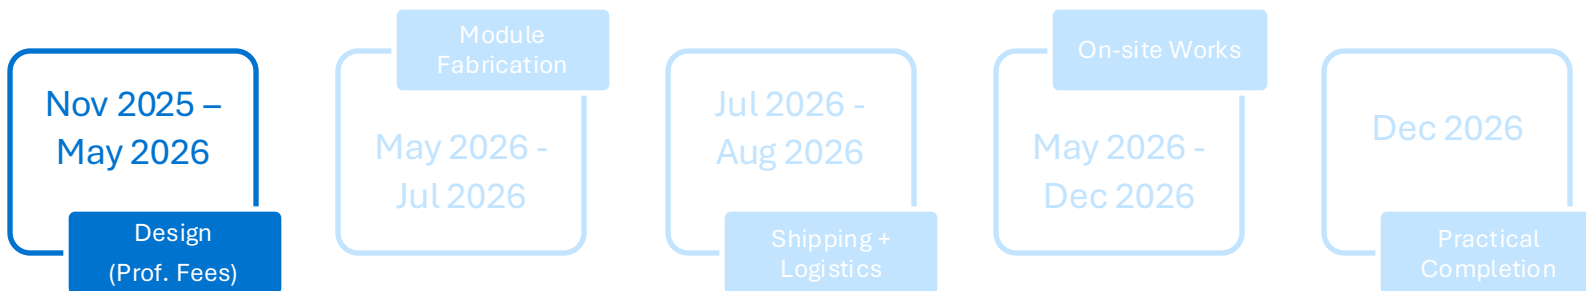 Nov 2025 –
May 2026
Design
(Prof. Fees)
Module
Fabrication
May 2026 -
Jul 2026
Jul 2026 -
Aug 2026
Shipping +
Logistics
On-site Works
May 2026 -
Dec 2026
Dec 2026
Practical
Completion